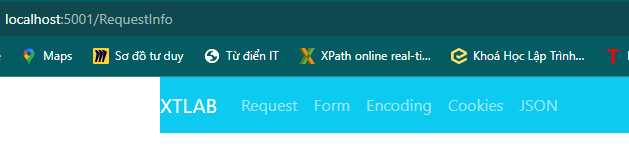 localhost:5001/RequestInfo
Maps Sơ đồ tư duy Từ điển IT XPath online real-ti... Khoá Học Lập Trình...
XTLAB Request Form Encoding Cookies JSON